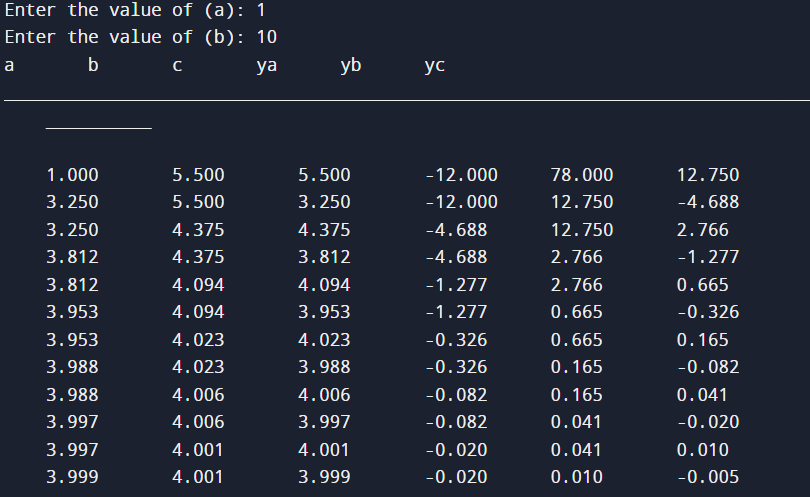 Enter the value of (a): 1
Enter the value of (b): 10
a b c ya yb yc
1.000 5.500 5.500 -12.000 78.000 12.750
3.250 5.500 3.250 -12.000 12.750 -4.688
3.250 4.375 4.375 -4.688 12.750 2.766
3.812 4.375 3.812 -4.688 2.766 -1.277
3.812 4.094 4.094 -1.277 2.766 0.665
3.953 4.094 3.953 -1.277 0.665 -0.326
3.953 4.023 4.023 -0.326 0.665 0.165
3.988 4.023 3.988 -0.326 0.165 -0.082
3.988 4.006 4.006 -0.082 0.165 0.041
3.997 4.006 3.997 -0.082 0.041 -0.020
3.997 4.001 4.001 -0.020 0.041 0.010
3.999 4.001 3.999 -0.020 0.010 -0.005